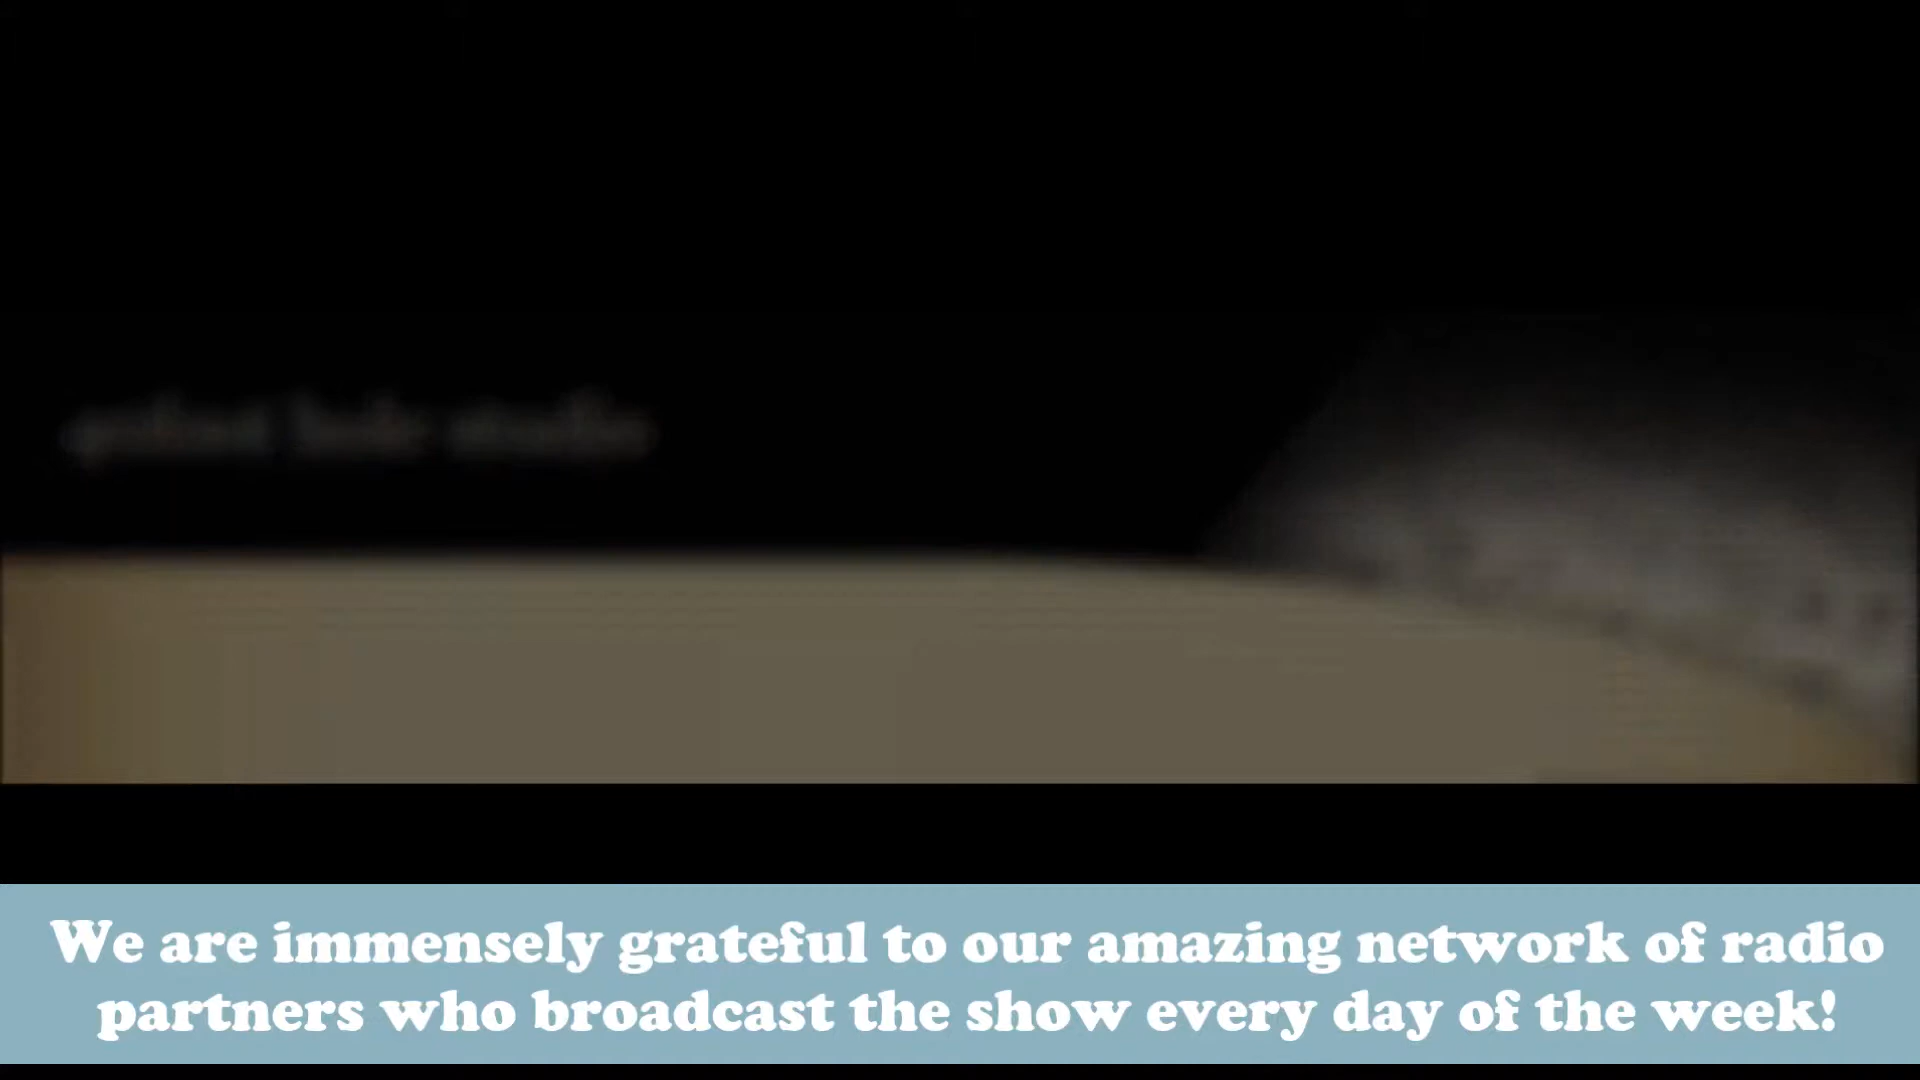 We are immensely grateful to our amazing network of radio
partners who broadcast the show every day of the week!